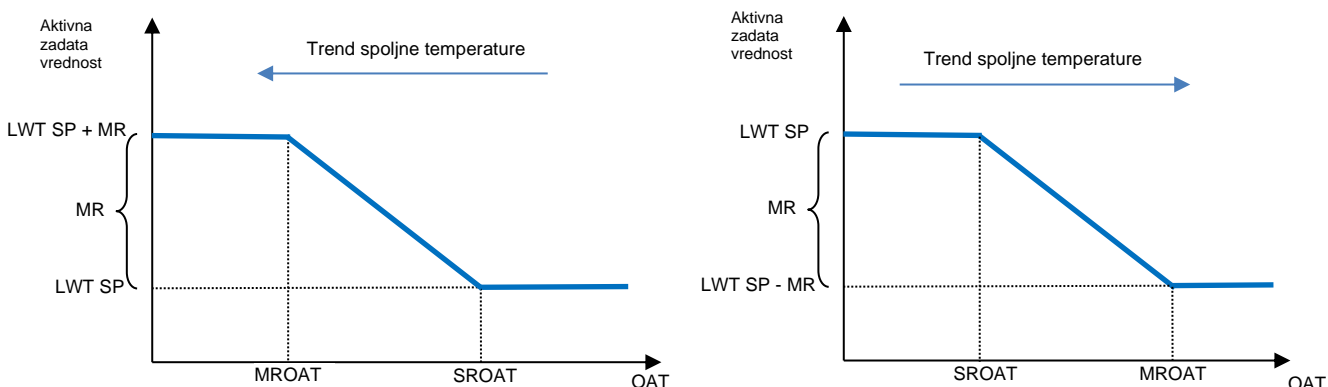 Aktivna
zadata
vrednost
Trend spoljne temperature
LWT SP + MR
MR
LWT SP
MROAT
SROAT
OAT
Aktivna
zadata
vrednost
Trend spoljne temperature
LWT SP
MR
LWT SP - MR
SROAT
MROAT
OAT